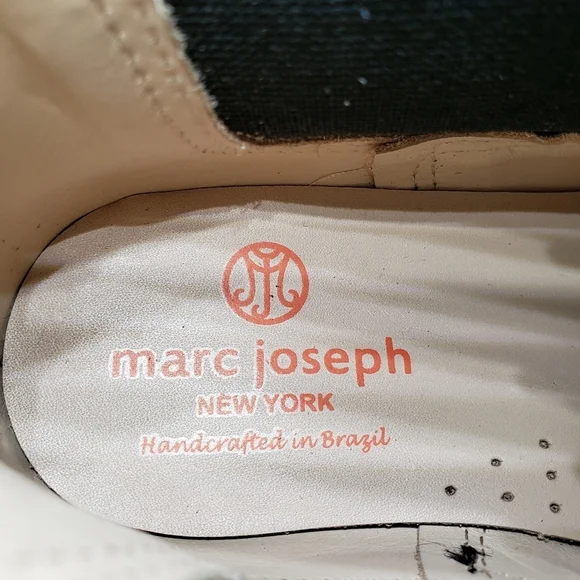 marc joseph
NEW YORK
Handcrafted in Brazil